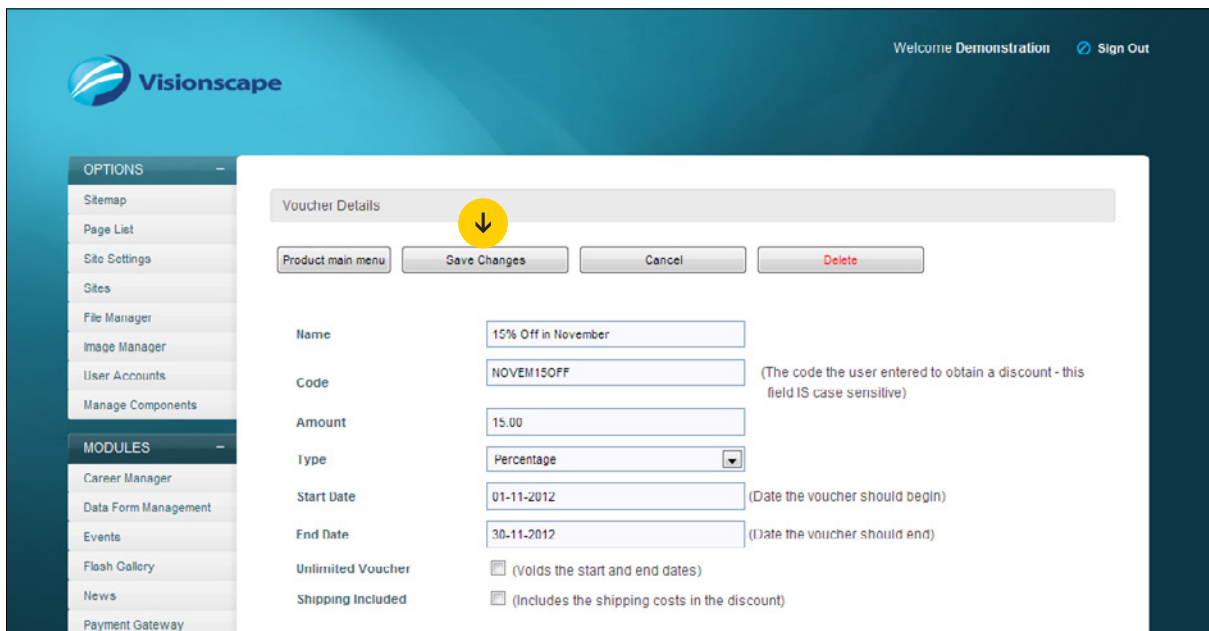 Welcome Demonstration Sign Out
Visionscape
OPTIONS –
Sitemap
Page List
Site Settings
Sites
File Manager
Image Manager
User Accounts
Manage Components
MODULES –
Career Manager
Data Form Management
Events
Flash Gallery
News
Payment Gateway
Voucher Details
Product main menu Save Changes Cancel Delete
Name 15% Off in November
Code NOVEM15OFF (The code the user entered to obtain a discount - this
field IS case sensitive)
Amount 15.00
Type Percentage
Start Date 01-11-2012 (Date the voucher should begin)
End Date 30-11-2012 (Date the voucher should end)
Unlimited Voucher (Voids the start and end dates)
Shipping Included (Includes the shipping costs in the discount)